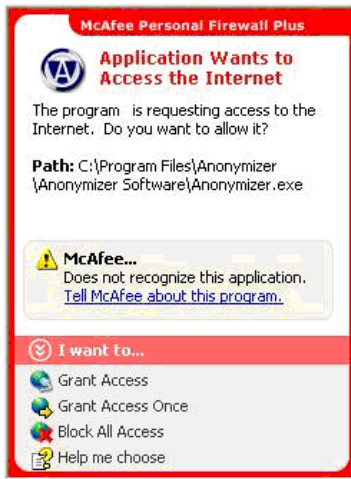 McAfee Personal Firewall Plus
Application Wants to
Access the Internet
The program is requesting access to the
Internet. Do you want to allow it?
Path: C:\Program Files\Anonymizer
\Anonymizer Software\Anonymizer.exe
McAfee...
Does not recognize this application.
Tell McAfee about this program.
I want to...
Grant Access
Grant Access Once
Block All Access
Help me choose